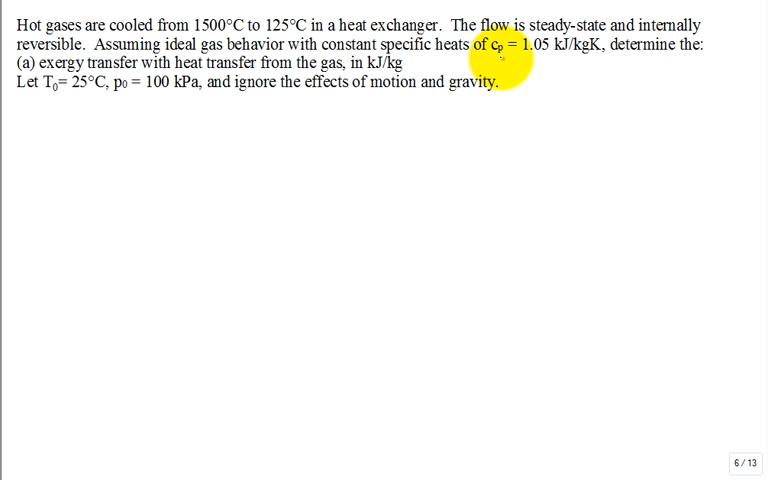 Hot gases are cooled from 1500°C to 125°C in a heat exchanger.  The flow is steady-state and internally
reversible.  Assuming ideal gas behavior with constant specific heats of cₚ = 1.05 kJ/kgK, determine the:
(a) exergy transfer with heat transfer from the gas, in kJ/kg
Let T₀= 25°C, p₀ = 100 kPa, and ignore the effects of motion and gravity.
6 / 13